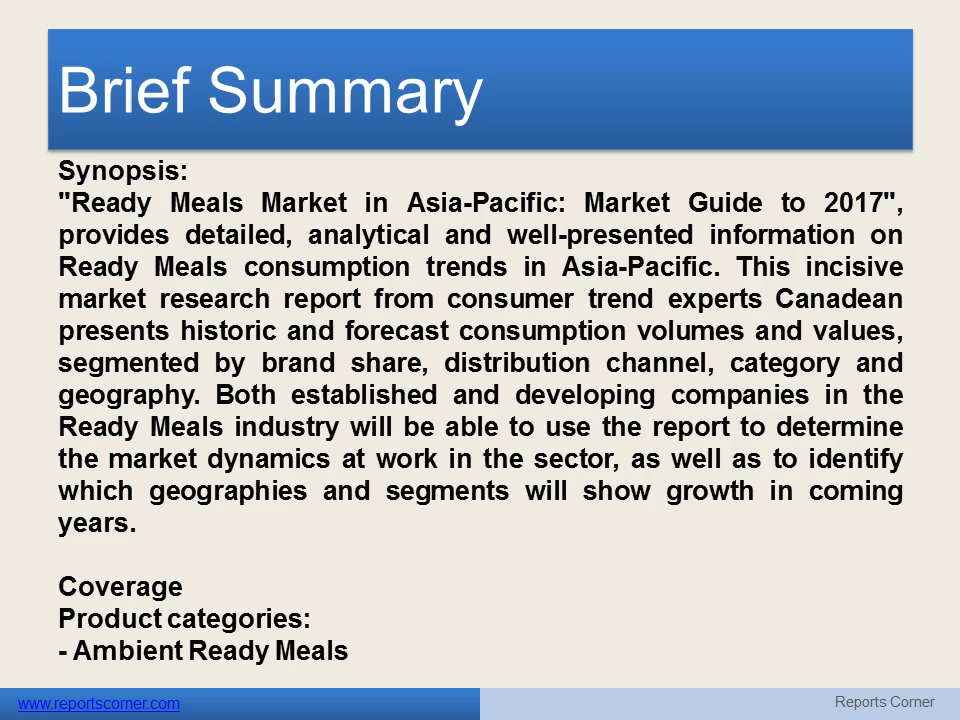 Brief Summary
Synopsis:
"Ready Meals Market in Asia-Pacific: Market Guide to 2017",
provides detailed, analytical and well-presented information on
Ready Meals consumption trends in Asia-Pacific. This incisive
market research report from consumer trend experts Canadean
presents historic and forecast consumption volumes and values,
segmented by brand share, distribution channel, category and
geography. Both established and developing companies in the
Ready Meals industry will be able to use the report to determine
the market dynamics at work in the sector, as well as to identify
which geographies and segments will show growth in coming
years.
Coverage
Product categories:
- Ambient Ready Meals
www.reportscorner.com
Reports Corner